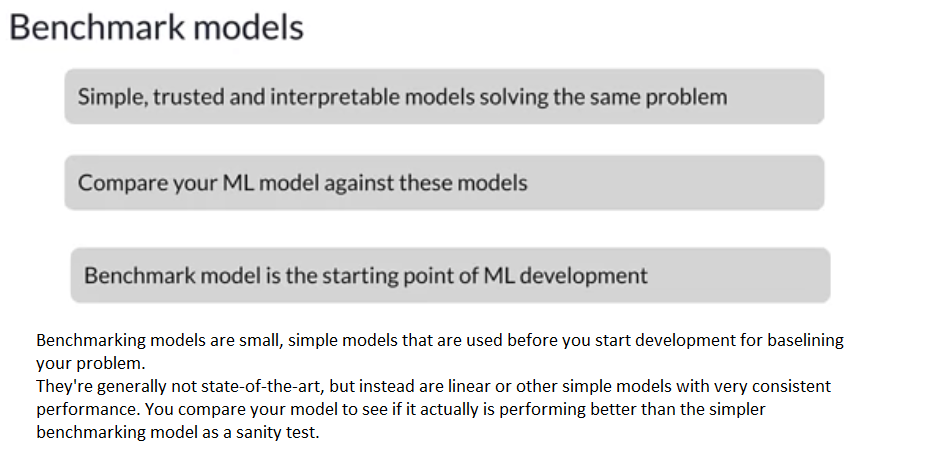 Benchmark models
Simple, trusted and interpretable models solving the same problem
Compare your ML model against these models
Benchmark model is the starting point of ML development
Benchmarking models are small, simple models that are used before you start development for baselining
your problem.
They're generally not state-of-the-art, but instead are linear or other simple models with very consistent
performance. You compare your model to see if it actually is performing better than the simpler
benchmarking model as a sanity test.